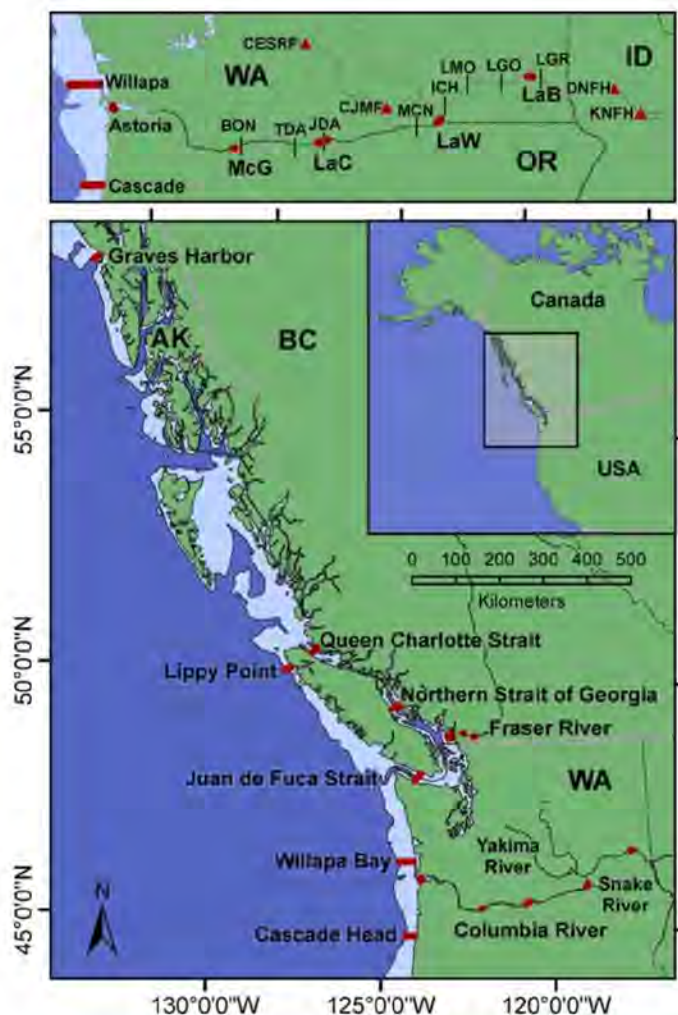 CESRF
ID
WA
Willapa
LMO
LGO
LGR
ICH
LaB
DNFH
Astoria
CJMF
MCN
KNFH
BON
TDA
JDA
LaW
McG
LaC
OR
Cascade
Graves Harbor
Canada
AK
BC
USA
55°0'0"N
0 100 200 300 400 500
Kilometers
Queen Charlotte Strait
50°0'0"N
Lippy Point
Northern Strait of Georgia
Fraser River
Juan de Fuca Strait
WA
Yakima
River
Willapa Bay
Snake
River
N
45°0'0"N
Cascade Head
Columbia River
130°0'0"W
125°0'0"W
120°0'0"W